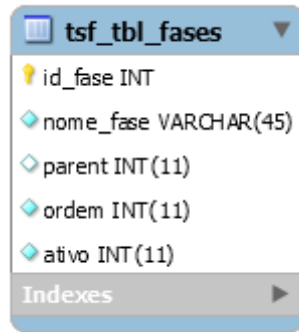 tsf_tbl_fases
id_fase INT
nome_fase VARCHAR(45)
parent INT(11)
ordem INT(11)
ativo INT(11)
Indexes